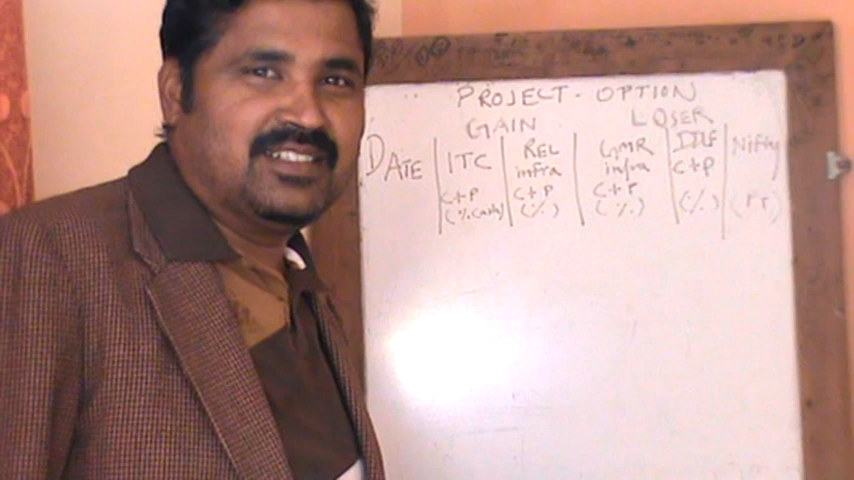 PROJECT - OPTION
GAIN LOSER
DATE ITC REL GMR DLF Nifty
infra infra C+P
C+P C+P C+P
(% Cash) (%) (%) (%) (PT)